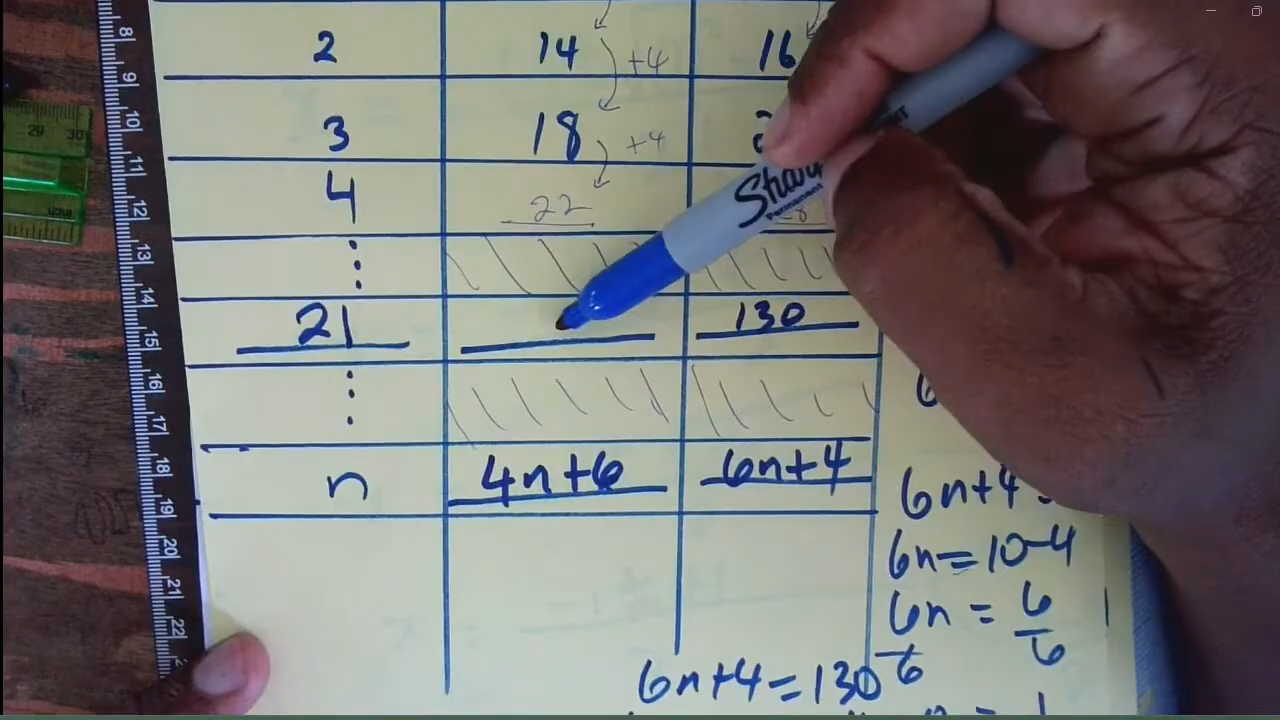 2 14 +4 16
3 18 +4
4 22
21 130
n 4n+6 6n+4
6n+4
6n=10-4
6n = 6
6 6
6n+4=130
8
9
10
11
12
13
14
15
16
17
18
19
20
21
22
29 30